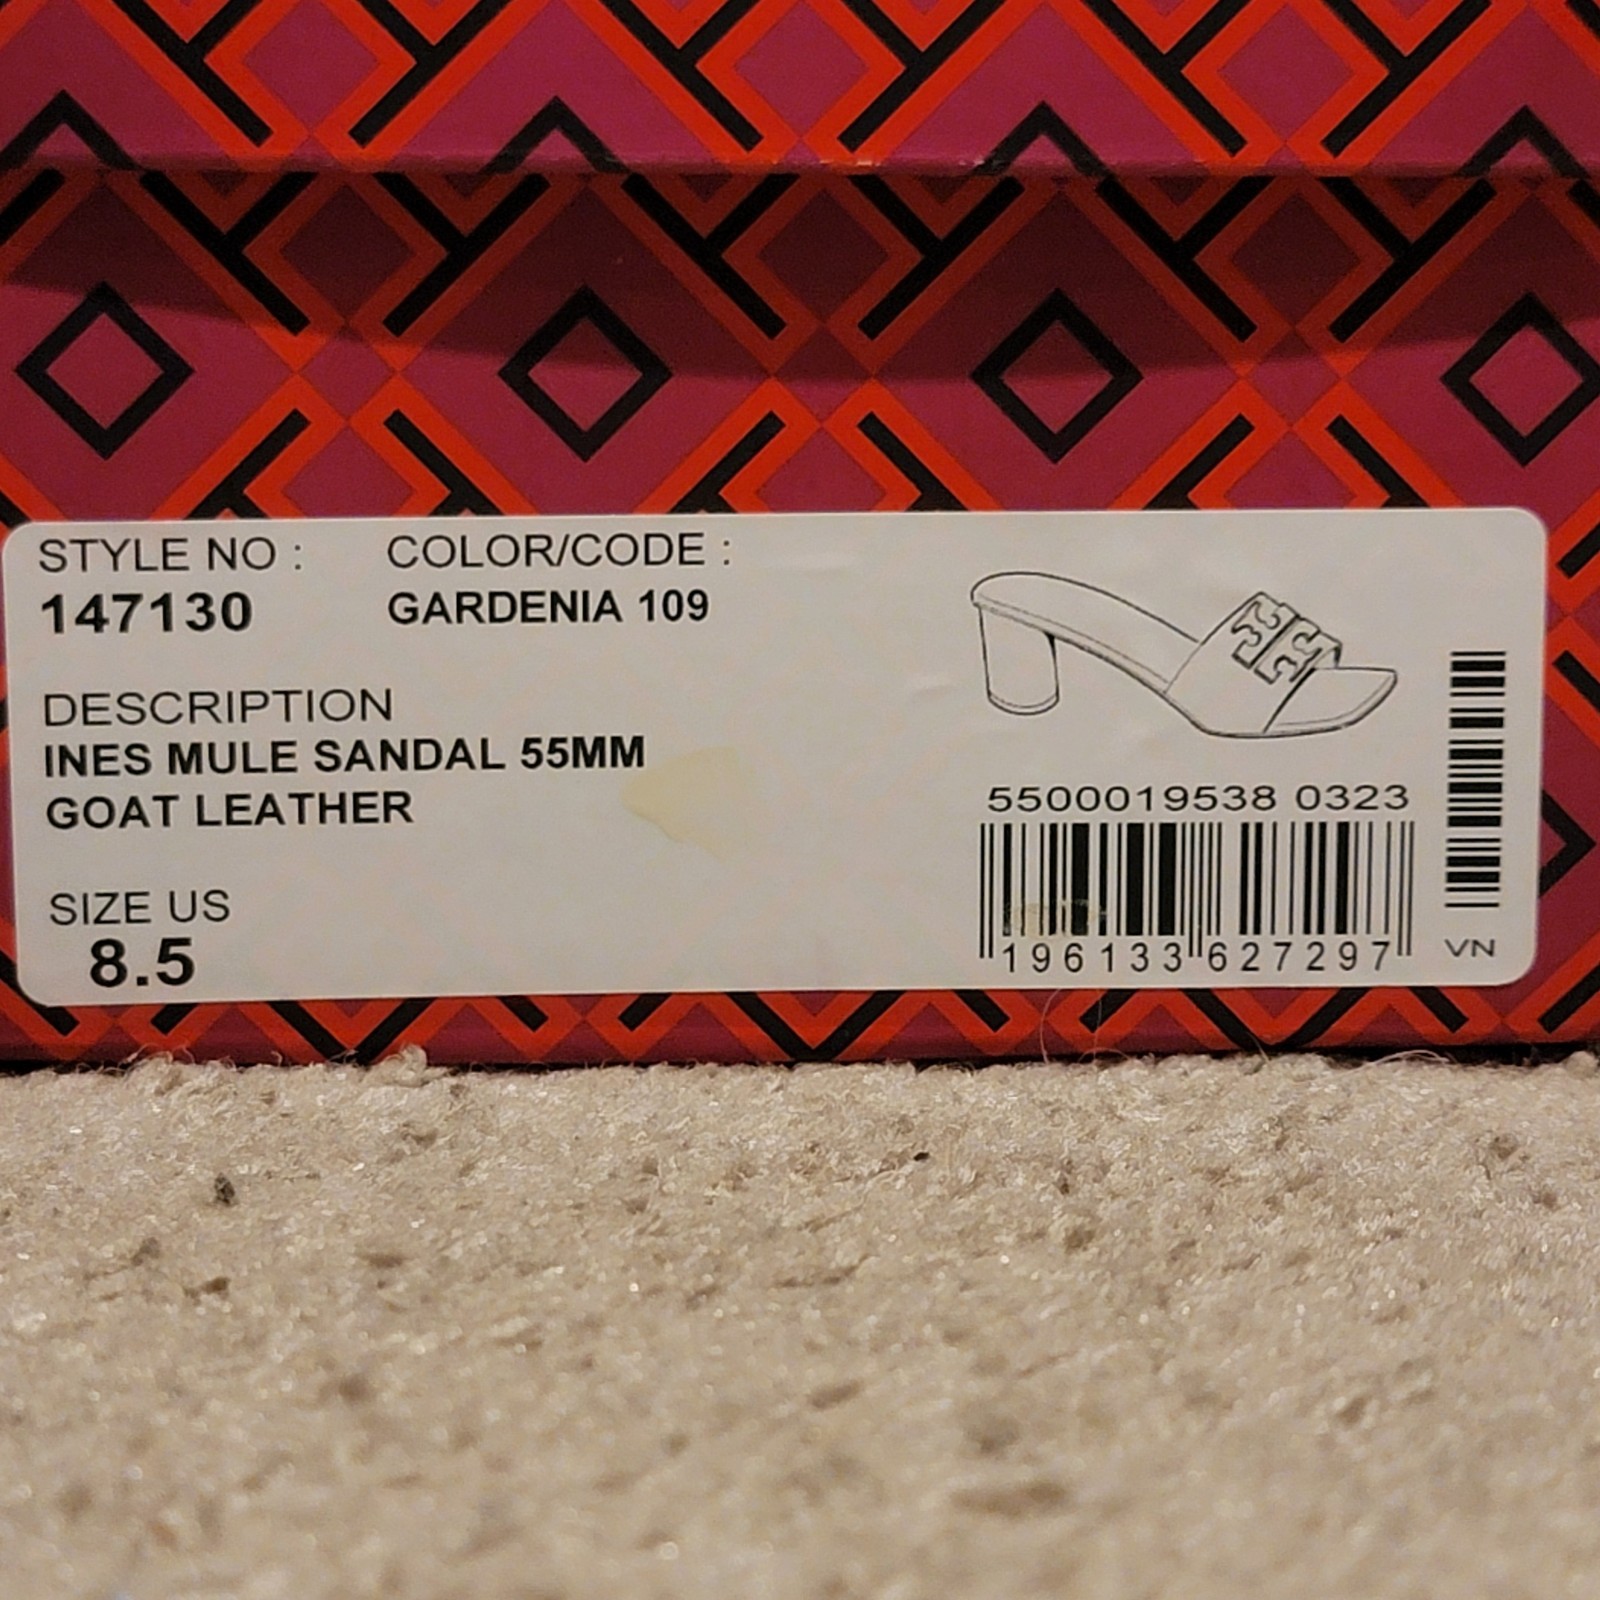 STYLE NO :
147130
COLOR/CODE :
GARDENIA 109
DESCRIPTION
INES MULE SANDAL 55MM
GOAT LEATHER
SIZE US
8.5
5500019538 0323
196133627297
VN